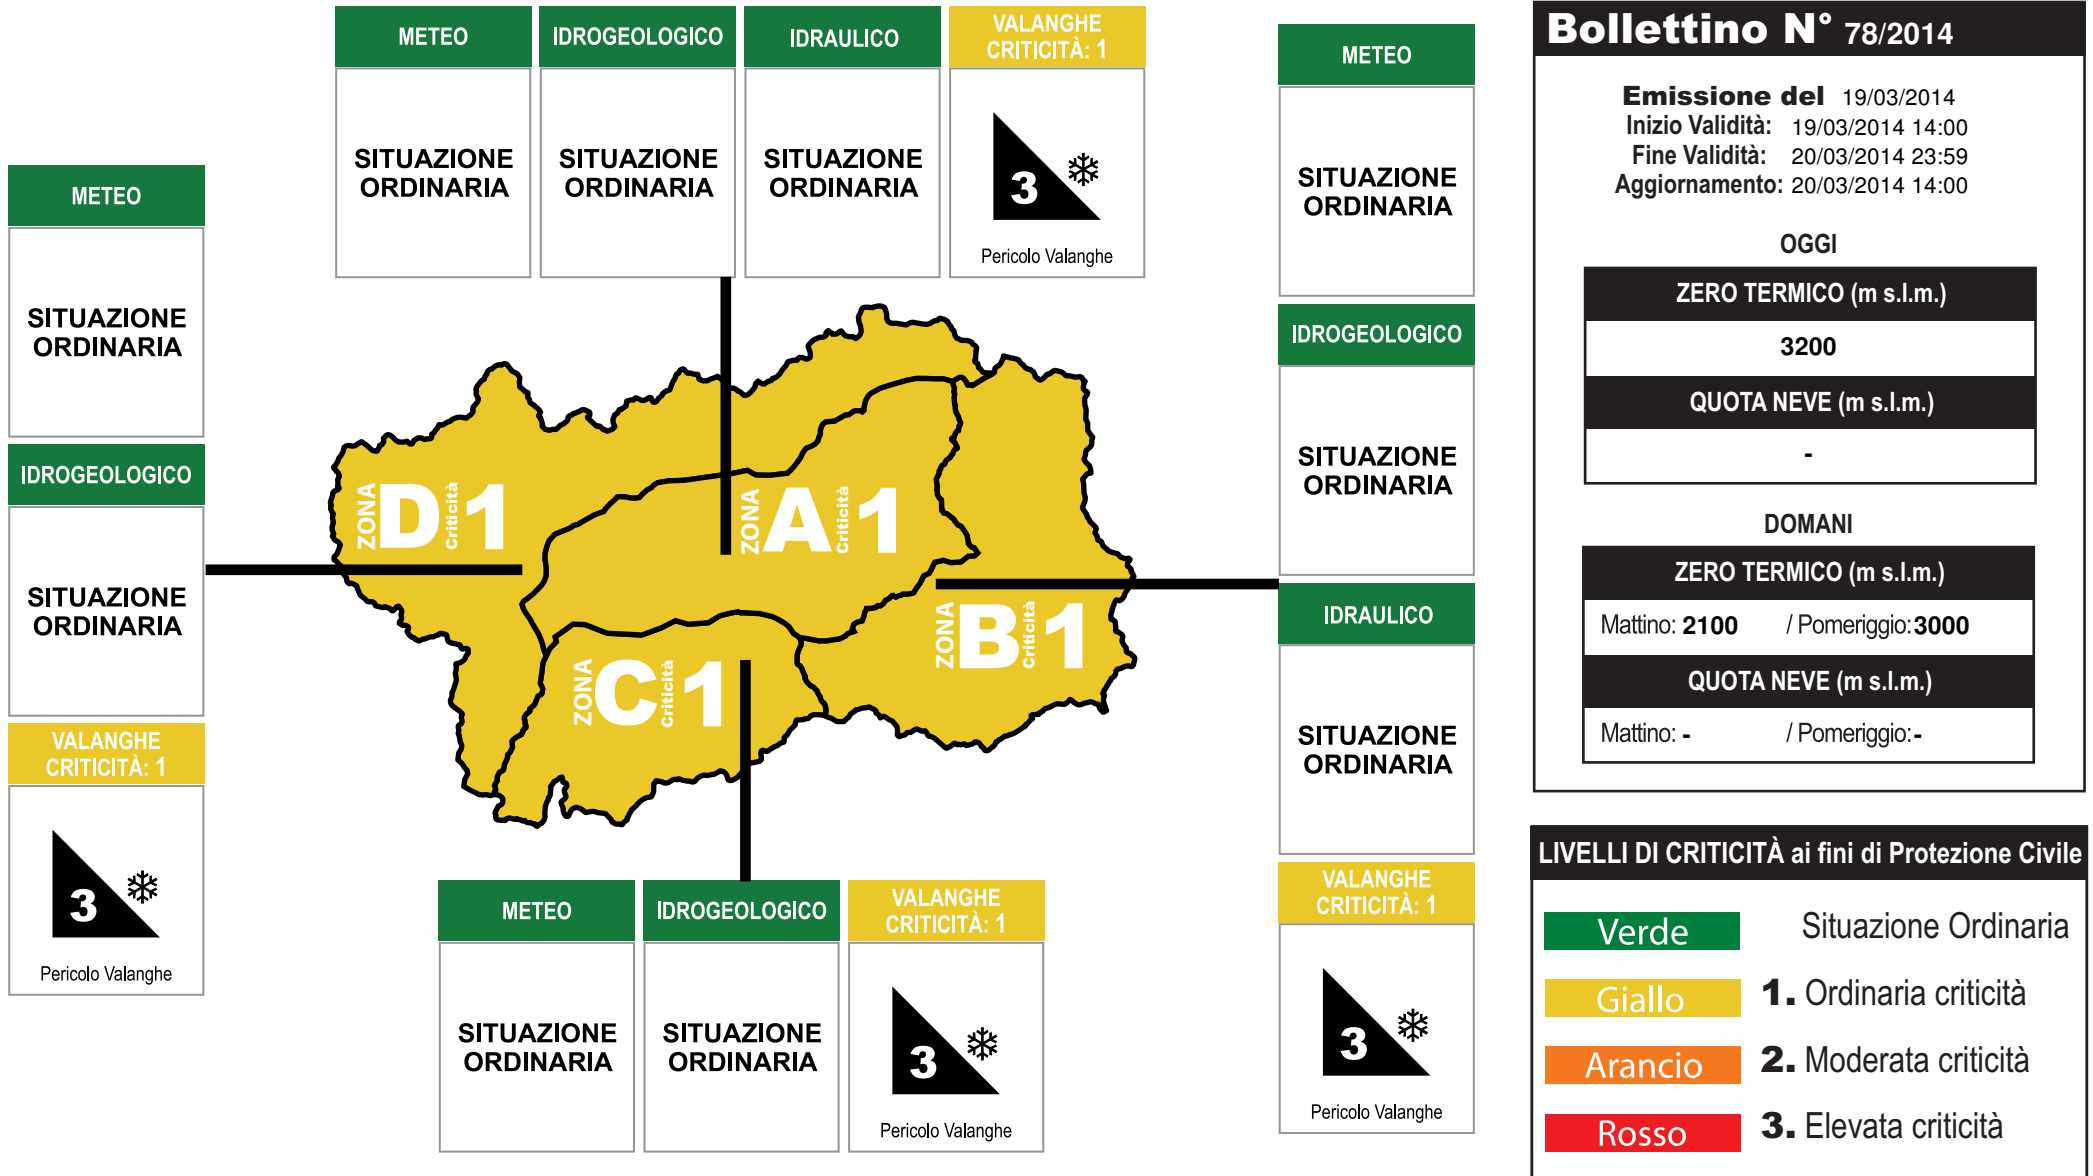 METEO
SITUAZIONE
ORDINARIA
IDROGEOLOGICO
SITUAZIONE
ORDINARIA
VALANGHE
CRITICITÀ: 1
3
Pericolo Valanghe
METEO
SITUAZIONE
ORDINARIA
IDROGEOLOGICO
SITUAZIONE
ORDINARIA
IDRAULICO
SITUAZIONE
ORDINARIA
VALANGHE
CRITICITÀ: 1
3
Pericolo Valanghe
ZONA D Criticità 1
ZONA A Criticità 1
ZONA B Criticità 1
ZONA C Criticità 1
METEO
SITUAZIONE
ORDINARIA
IDROGEOLOGICO
SITUAZIONE
ORDINARIA
VALANGHE
CRITICITÀ: 1
3
Pericolo Valanghe
METEO
SITUAZIONE
ORDINARIA
IDROGEOLOGICO
SITUAZIONE
ORDINARIA
IDRAULICO
SITUAZIONE
ORDINARIA
VALANGHE
CRITICITÀ: 1
3
Pericolo Valanghe
Bollettino N° 78/2014
Emissione del 19/03/2014
Inizio Validità: 19/03/2014 14:00
Fine Validità: 20/03/2014 23:59
Aggiornamento: 20/03/2014 14:00
OGGI
ZERO TERMICO (m s.l.m.)
3200
QUOTA NEVE (m s.l.m.)
-
DOMANI
ZERO TERMICO (m s.l.m.)
Mattino: 2100 / Pomeriggio: 3000
QUOTA NEVE (m s.l.m.)
Mattino: - / Pomeriggio: -
LIVELLI DI CRITICITÀ ai fini di Protezione Civile
Verde Situazione Ordinaria
Giallo 1. Ordinaria criticità
Arancio 2. Moderata criticità
Rosso 3. Elevata criticità